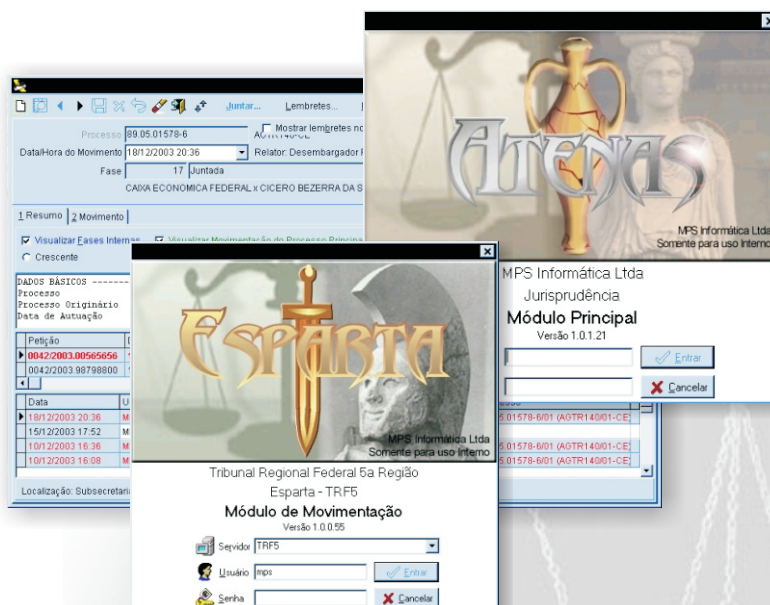 Juntar...
Lembretes...
Processo 89.05.01578-6
Mostrar lembretes
Data/Hora do Movimento 18/12/2003 20:36 Relator: Desembargador
Fase 17 Juntada
CAIXA ECONOMICA FEDERAL x CICERO BEZERRA DA S
1 Resumo 2 Movimento
Visualizar Fases Internas Visualizar Movimentação do Processo Principa
Crescente
DADOS BÁSICOS ------
Processo
Processo Originário
Data de Autuação
Petição
0042/2003.00565656
0042/2003.98798800
Data
18/12/2003 20:36 M
15/12/2003 17:52 M
10/12/2003 16:36 M
10/12/2003 16:08 M
5.01578-6/01 (AGTR140/01-CE)
5.01578-6/01 (AGTR140/01-CE)
5.01578-6/01 (AGTR140/01-CE)
Localização: Subsecretari
ATENAS
MPS Informática Ltda
Somente para uso Interno
MPS Informática Ltda
Jurisprudência
Módulo Principal
Versão 1.0.1.21
Entrar
Cancelar
ESPARTA
MPS Informática Ltda
Somente para uso Interno
Tribunal Regional Federal 5a Região
Esparta - TRF5
Módulo de Movimentação
Versão 1.0.0.55
Servidor TRF5
Usuário mps Entrar
Senha Cancelar